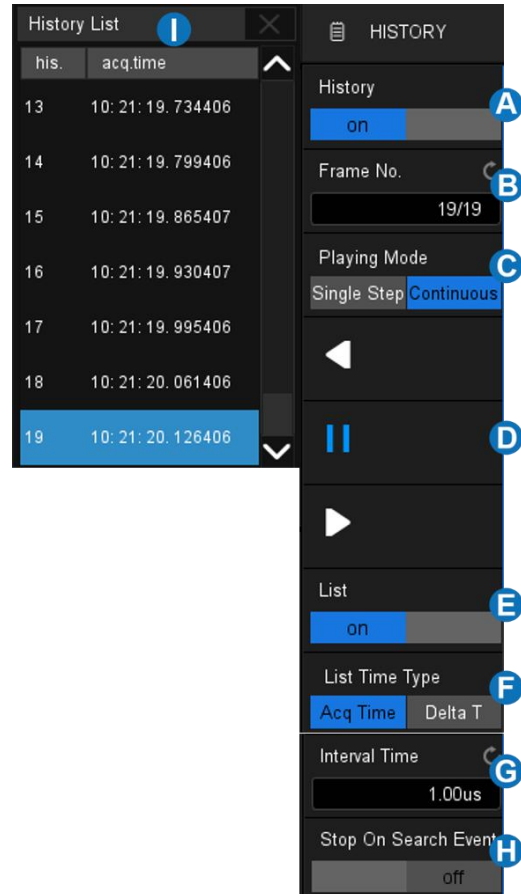 History List
I
his. acq.time
13 10: 21: 19. 734406
14 10: 21: 19. 799406
15 10: 21: 19. 865407
16 10: 21: 19. 930407
17 10: 21: 19. 995406
18 10: 21: 20. 061406
19 10: 21: 20. 126406
HISTORY
History
A
on
Frame No.
B
19/19
Playing Mode
C
Single Step Continuous
D
List
E
on
List Time Type
F
Acq Time Delta T
Interval Time
G
1.00us
Stop On Search Event
H
off